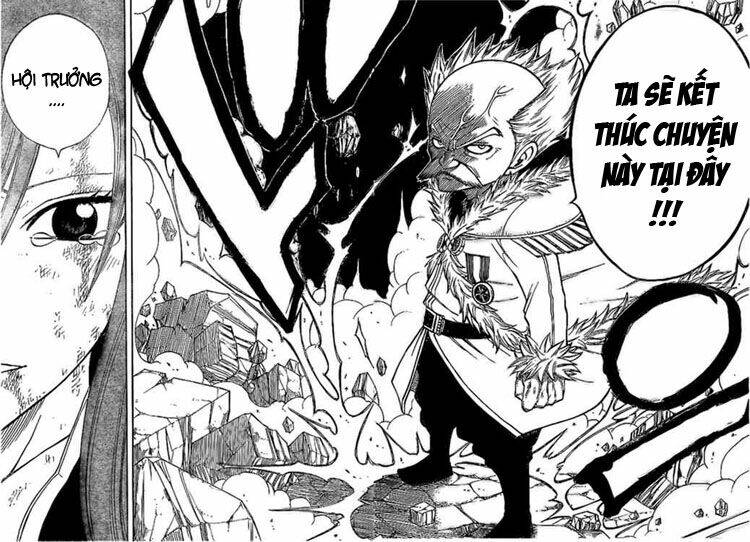 HỘI TRƯỞNG
....
TA SẼ KẾT
THÚC CHUYỆN
NÀY TẠI ĐÂY
!!!